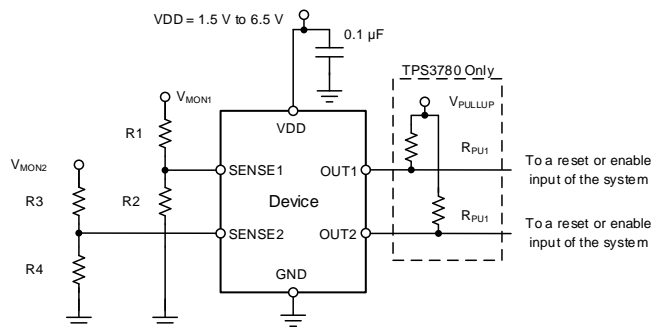 VDD = 1.5 V to 6.5 V
0.1 µF
TPS3780 Only
VMON1
VPULLUP
VDD
R1
RPU1
To a reset or enable
input of the system
VMON2
SENSE1
OUT1
R3
R2
Device
RPU1
To a reset or enable
input of the system
SENSE2
OUT2
R4
GND